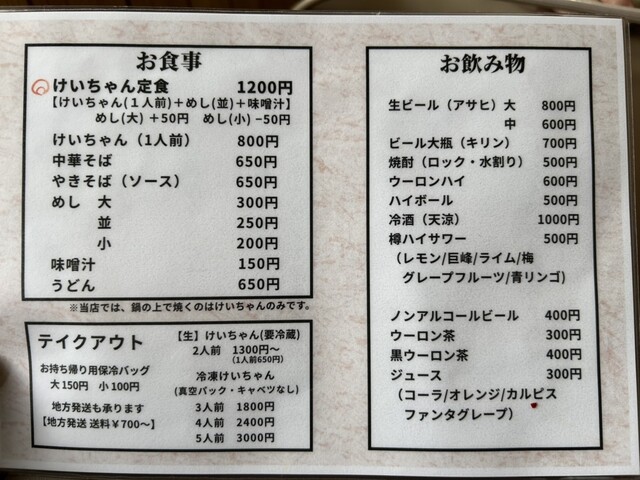 お食事
けいちゃん定食 1200円
【けいちゃん(1人前)＋めし(並)＋味噌汁】
めし(大)＋50円 めし(小)−50円
けいちゃん（1人前） 800円
中華そば 650円
やきそば（ソース） 650円
めし 大 300円
並 250円
小 200円
味噌汁 150円
うどん 650円
※当店では、鍋の上で焼くのはけいちゃんのみです。
テイクアウト
お持ち帰り用保冷バッグ
大150円 小100円
地方発送も承ります
【地方発送 送料￥700〜】
【生】けいちゃん(要冷蔵)
2人前 1300円〜
(1人前650円)
冷凍けいちゃん
(真空パック・キャベツなし)
3人前 1800円
4人前 2400円
5人前 3000円
お飲み物
生ビール（アサヒ）大 800円
中 600円
ビール大瓶（キリン） 700円
焼酎（ロック・水割り） 500円
ウーロンハイ 600円
ハイボール 500円
冷酒（天涼） 1000円
樽ハイサワー 500円
（レモン/巨峰/ライム/梅
グレープフルーツ/青リンゴ）
ノンアルコールビール 400円
ウーロン茶 300円
黒ウーロン茶 400円
ジュース 300円
（コーラ/オレンジ/カルピス
ファンタグレープ）